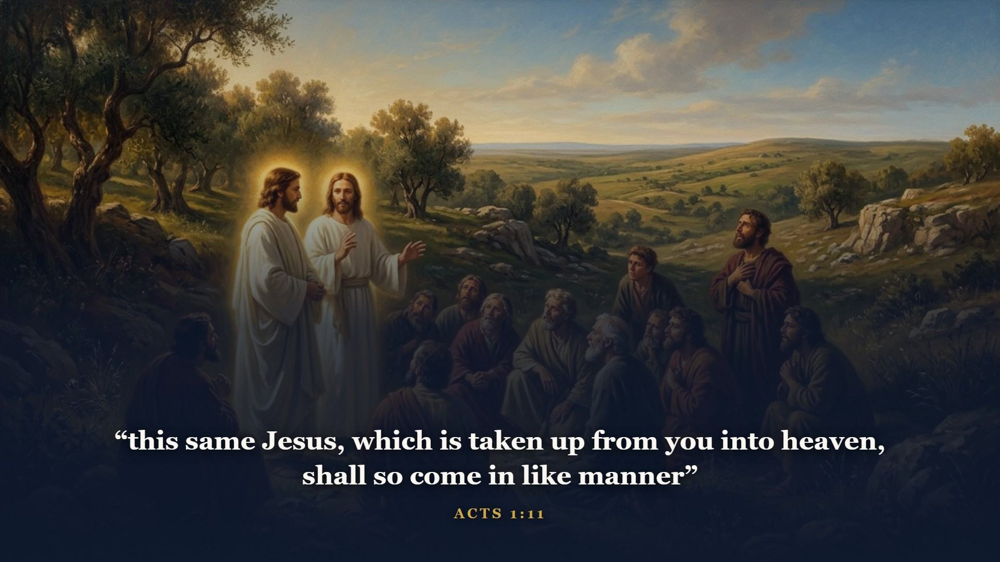 “this same Jesus, which is taken up from you into heaven,
shall so come in like manner”
ACTS 1:11